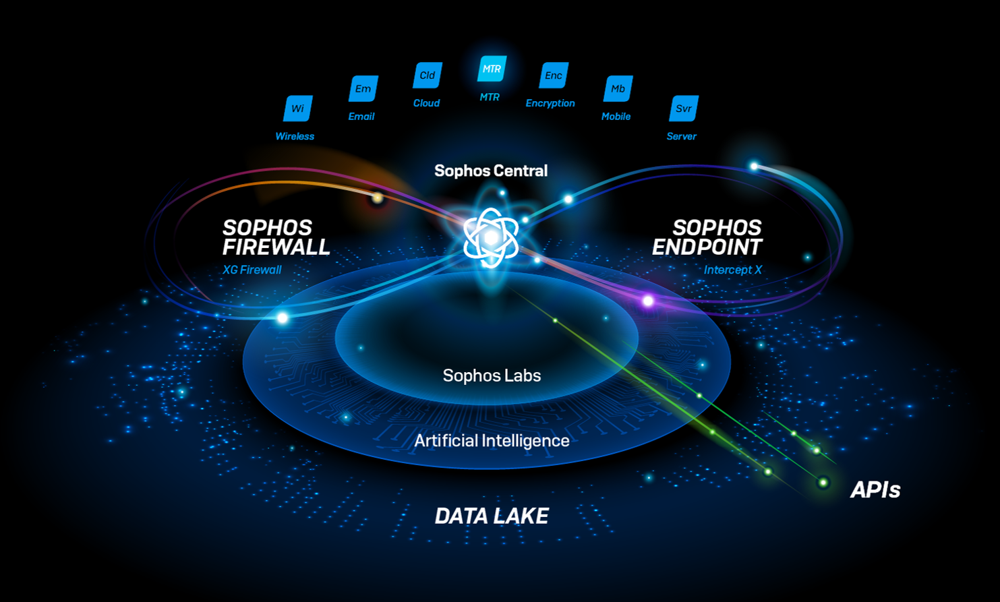 Wi
Wireless
Em
Email
Cld
Cloud
MTR
MTR
Enc
Encryption
Mb
Mobile
Svr
Server
Sophos Central
SOPHOS
FIREWALL
XG Firewall
SOPHOS
ENDPOINT
Intercept X
Sophos Labs
Artificial Intelligence
APIs
DATA LAKE